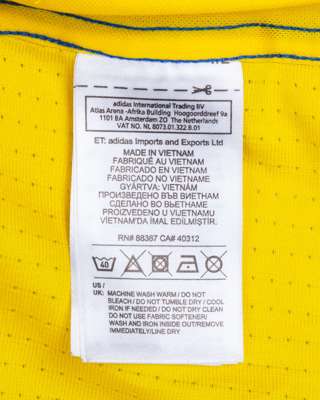 adidas International Trading BV
Atlas Arena -Afrika Building Hoogoorddreef 9a
1101 BA Amsterdam ZO The Netherlands
VAT NO. NL 8073.01.322.B.01
ET: adidas Imports and Exports Ltd
MADE IN VIETNAM
FABRIQUÉ AU VIETNAM
FABRICADO EN VIETNAM
FABRICADO NO VIETNAME
GYÁRTVA: VIETNÁM
ПРОИЗВЕДЕНО ВЪВ ВИЕТНАМ
СДЕЛАНО ВО ВЬЕТНАМЕ
PROIZVEDENO U VIJETNAMU
VIETNAM'DA İMAL EDİLMİŞTİR.
RN# 88387 CA# 40312
40
US /
UK: MACHINE WASH WARM / DO NOT
BLEACH / DO NOT TUMBLE DRY / COOL
IRON IF NEEDED / DO NOT DRY CLEAN
DO NOT USE FABRIC SOFTENER/
WASH AND IRON INSIDE OUT/REMOVE
IMMEDIATELY/LINE DRY